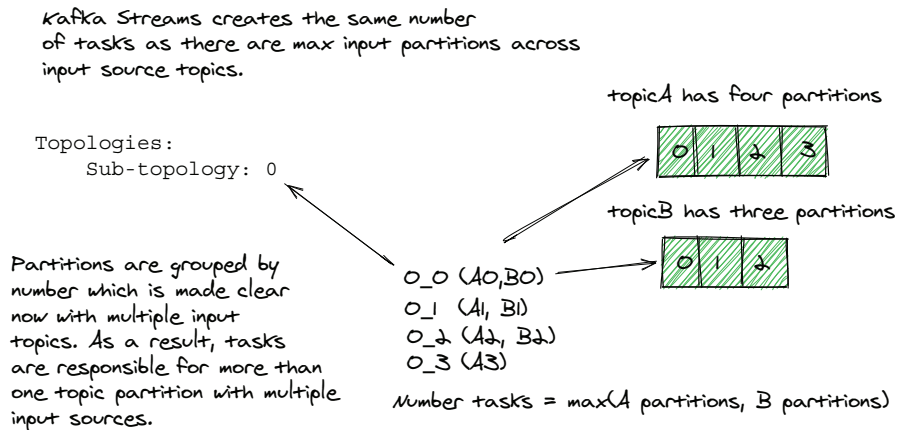 Kafka Streams creates the same number
of tasks as there are max input partitions across
input source topics.
topicA has four partitions
0 1 2 3
Topologies:
Sub-topology: 0
topicB has three partitions
0 1 2
Partitions are grouped by
number which is made clear
now with multiple input
topics. As a result, tasks
are responsible for more than
one topic partition with multiple
input sources.
0_0 (A0,B0)
0_1 (A1, B1)
0_2 (A2, B2)
0_3 (A3)
Number tasks = max(A partitions, B partitions)